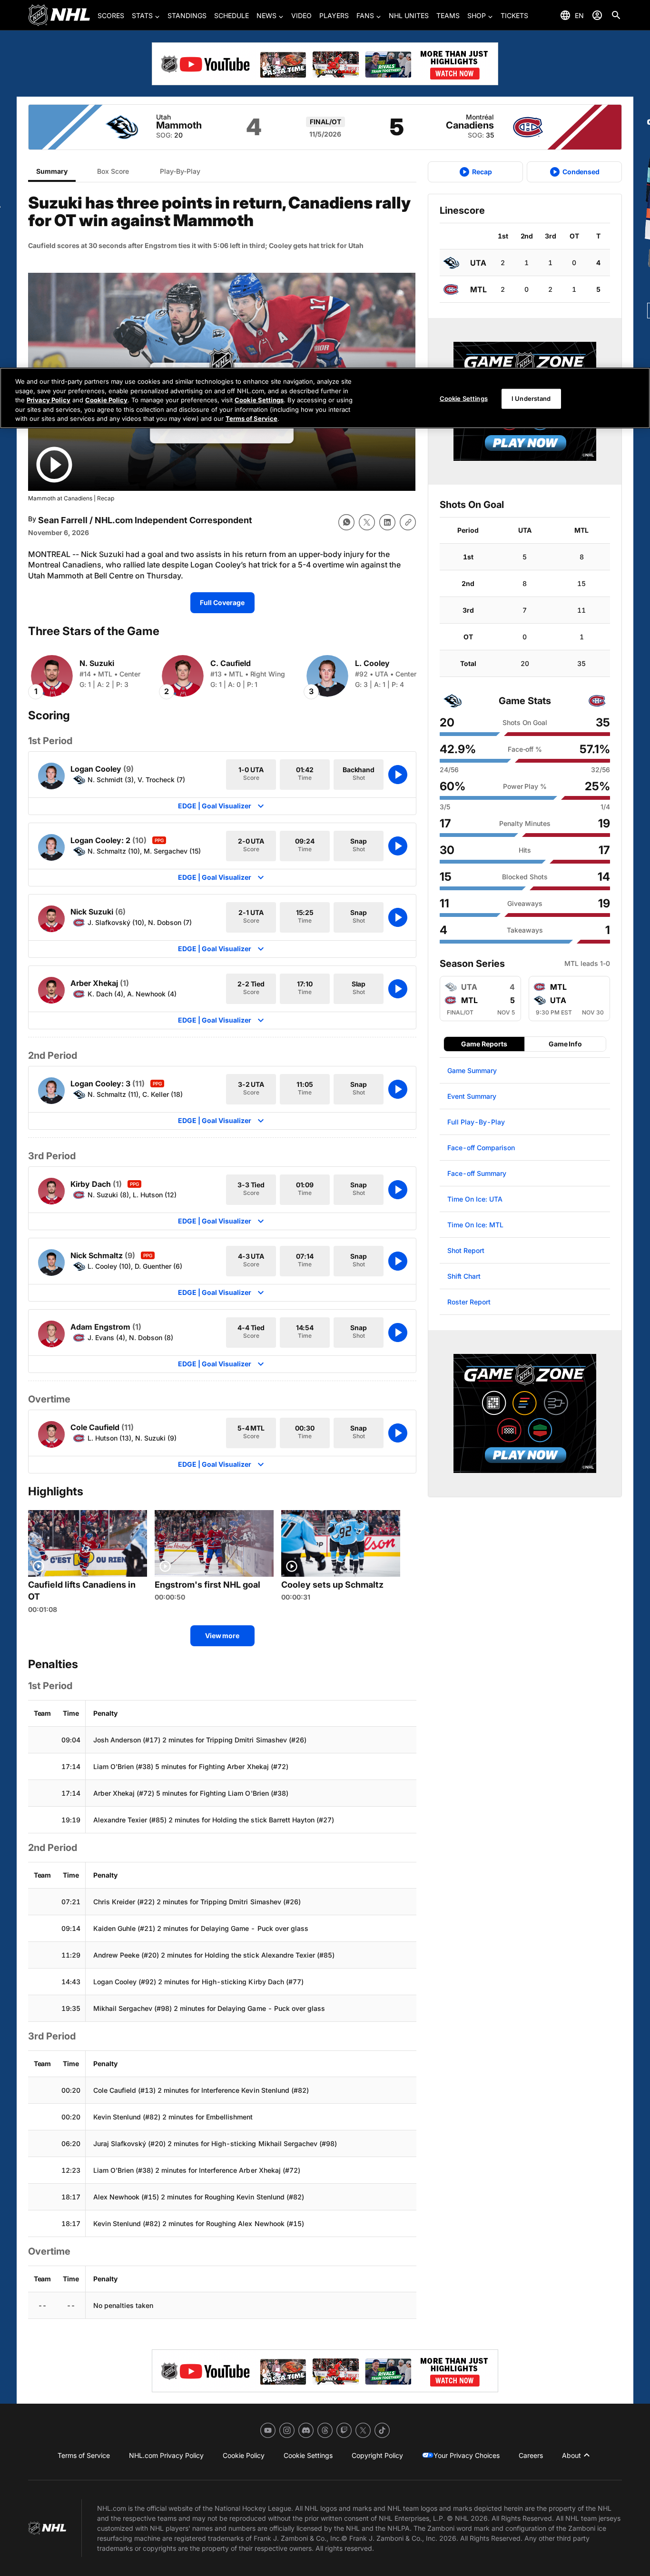 NHL SCORES STATS STANDINGS SCHEDULE NEWS VIDEO PLAYERS FANS NHL UNITES TEAMS SHOP TICKETS EN
YouTube MORE THAN JUST HIGHLIGHTS WATCH NOW
Utah
Mammoth
SOG: 20
4
FINAL/OT
11/5/2026
5
Montréal
Canadiens
SOG: 35
Summary Box Score Play-By-Play
Recap Condensed
Suzuki has three points in return, Canadiens rally
for OT win against Mammoth
Caufield scores at 30 seconds after Engstrom ties it with 5:06 left in third; Cooley gets hat trick for Utah
Linescore
1st 2nd 3rd OT T
UTA 2 1 1 0 4
MTL 2 0 2 1 5
GAME ZONE
PLAY NOW
We and our third-party partners may use cookies and similar technologies to enhance site navigation, analyze site
usage, save your preferences, enable personalized advertising on and off NHL.com, and as described further in
the Privacy Policy and Cookie Policy. To manage your preferences, visit Cookie Settings. By accessing or using
our sites and services, you agree to this collection and disclosure of your information (including how you interact
with our sites and services and any videos that you may view) and our Terms of Service.
Cookie Settings
I Understand
Mammoth at Canadiens | Recap
By Sean Farrell / NHL.com Independent Correspondent
November 6, 2026
MONTREAL -- Nick Suzuki had a goal and two assists in his return from an upper-body injury for the
Montreal Canadiens, who rallied late despite Logan Cooley's hat trick for a 5-4 overtime win against the
Utah Mammoth at Bell Centre on Thursday.
Full Coverage
Three Stars of the Game
1
N. Suzuki
#14 • MTL • Center
G: 1 | A: 2 | P: 3
2
C. Caufield
#13 • MTL • Right Wing
G: 1 | A: 0 | P: 1
3
L. Cooley
#92 • UTA • Center
G: 3 | A: 1 | P: 4
Scoring
1st Period
Logan Cooley (9)
N. Schmidt (3), V. Trocheck (7)
1-0 UTA
Score
01:42
Time
Backhand
Shot
EDGE | Goal Visualizer
Logan Cooley: 2 (10) PPG
N. Schmaltz (10), M. Sergachev (15)
2-0 UTA
Score
09:24
Time
Snap
Shot
EDGE | Goal Visualizer
Nick Suzuki (6)
J. Slafkovský (10), N. Dobson (7)
2-1 UTA
Score
15:25
Time
Snap
Shot
EDGE | Goal Visualizer
Arber Xhekaj (1)
K. Dach (4), A. Newhook (4)
2-2 Tied
Score
17:10
Time
Slap
Shot
EDGE | Goal Visualizer
2nd Period
Logan Cooley: 3 (11) PPG
N. Schmaltz (11), C. Keller (18)
3-2 UTA
Score
11:05
Time
Snap
Shot
EDGE | Goal Visualizer
3rd Period
Kirby Dach (1) PPG
N. Suzuki (8), L. Hutson (12)
3-3 Tied
Score
01:09
Time
Snap
Shot
EDGE | Goal Visualizer
Nick Schmaltz (9) PPG
L. Cooley (10), D. Guenther (6)
4-3 UTA
Score
07:14
Time
Snap
Shot
EDGE | Goal Visualizer
Adam Engstrom (1)
J. Evans (4), N. Dobson (8)
4-4 Tied
Score
14:54
Time
Snap
Shot
EDGE | Goal Visualizer
Overtime
Cole Caufield (11)
L. Hutson (13), N. Suzuki (9)
5-4 MTL
Score
00:30
Time
Snap
Shot
EDGE | Goal Visualizer
Shots On Goal
Period UTA MTL
1st 5 8
2nd 8 15
3rd 7 11
OT 0 1
Total 20 35
Game Stats
20 Shots On Goal 35
42.9% Face-off % 57.1%
24/56 32/56
60% Power Play % 25%
3/5 1/4
17 Penalty Minutes 19
30 Hits 17
15 Blocked Shots 14
11 Giveaways 19
4 Takeaways 1
Season Series MTL leads 1-0
UTA 4
MTL 5
FINAL/OT NOV 5
MTL
UTA
9:30 PM EST NOV 30
Game Reports Game Info
Game Summary
Event Summary
Full Play-By-Play
Face-off Comparison
Face-off Summary
Time On Ice: UTA
Time On Ice: MTL
Shot Report
Shift Chart
Roster Report
GAME ZONE
PLAY NOW
NHL
Highlights
Caufield lifts Canadiens in
OT
00:01:08
Engstrom's first NHL goal
00:00:50
Cooley sets up Schmaltz
00:00:31
View more
Penalties
1st Period
Team Time Penalty
09:04 Josh Anderson (#17) 2 minutes for Tripping Dmitri Simashev (#26)
17:14 Liam O'Brien (#38) 5 minutes for Fighting Arber Xhekaj (#72)
17:14 Arber Xhekaj (#72) 5 minutes for Fighting Liam O'Brien (#38)
19:19 Alexandre Texier (#85) 2 minutes for Holding the stick Barrett Hayton (#27)
2nd Period
Team Time Penalty
07:21 Chris Kreider (#22) 2 minutes for Tripping Dmitri Simashev (#26)
09:14 Kaiden Guhle (#21) 2 minutes for Delaying Game - Puck over glass
11:29 Andrew Peeke (#20) 2 minutes for Holding the stick Alexandre Texier (#85)
14:43 Logan Cooley (#92) 2 minutes for High-sticking Kirby Dach (#77)
19:35 Mikhail Sergachev (#98) 2 minutes for Delaying Game - Puck over glass
3rd Period
Team Time Penalty
00:20 Cole Caufield (#13) 2 minutes for Interference Kevin Stenlund (#82)
00:20 Kevin Stenlund (#82) 2 minutes for Embellishment
06:20 Juraj Slafkovský (#20) 2 minutes for High-sticking Mikhail Sergachev (#98)
12:23 Liam O'Brien (#38) 2 minutes for Interference Arber Xhekaj (#72)
18:17 Alex Newhook (#15) 2 minutes for Roughing Kevin Stenlund (#82)
18:17 Kevin Stenlund (#82) 2 minutes for Roughing Alex Newhook (#15)
Overtime
Team Time Penalty
-- -- No penalties taken
YouTube MORE THAN JUST HIGHLIGHTS WATCH NOW
Terms of Service NHL.com Privacy Policy Cookie Policy Cookie Settings Copyright Policy Your Privacy Choices Careers About
NHL
NHL.com is the official website of the National Hockey League. All NHL logos and marks and NHL team logos and marks depicted herein are the property of the NHL
and the respective teams and may not be reproduced without the prior written consent of NHL Enterprises, L.P. © NHL 2026. All Rights Reserved. All NHL team jerseys
customized with NHL players' names and numbers are officially licensed by the NHL and the NHLPA. The Zamboni word mark and configuration of the Zamboni ice
resurfacing machine are registered trademarks of Frank J. Zamboni & Co., Inc.© Frank J. Zamboni & Co., Inc. 2026. All Rights Reserved. Any other third party
trademarks or copyrights are the property of their respective owners. All rights reserved.